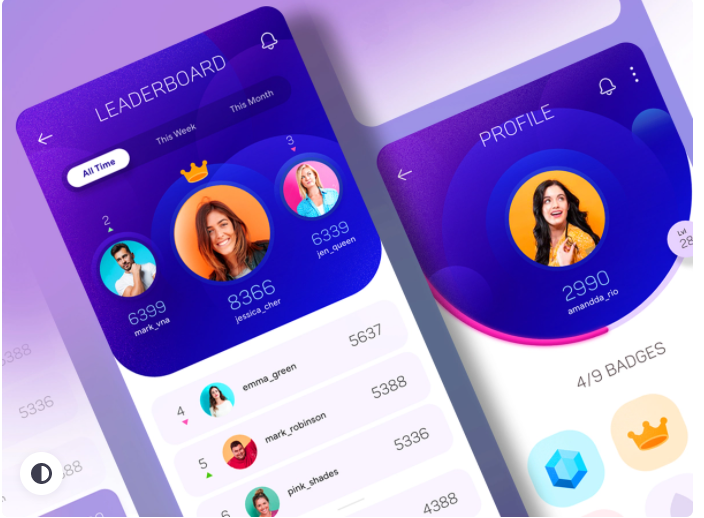 LEADERBOARD
All Time
This Week
This Month
2
6399
mark_vna
8366
jessica_cher
3
6339
jen_queen
4
emma_green
5637
5
mark_robinson
5388
6
pink_shades
5336
4388
PROFILE
Lvl
28
2990
amandda_rio
4/9 BADGES
5388
5336